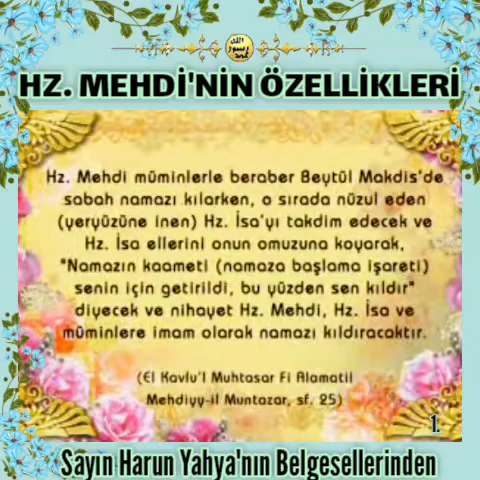 HZ. MEHDİ'NİN ÖZELLİKLERİ
Hz. Mehdi müminlerle beraber Beytül Makdis'de
sabah namazı kılarken, o sırada nüzul eden
(yeryüzüne inen) Hz. İsa'yı takdim edecek ve
Hz. İsa ellerini onun omuzuna koyarak,
"Namazın kaameti (namaza başlama işareti)
senin için getirildi, bu yüzden sen kıldır"
diyecek ve nihayet Hz. Mehdi, Hz. İsa ve
müminlere imam olarak namazı kıldıracaktır.
(El Kavlu'l Muhtasar Fi Alamatil
Mehdiyy-il Muntazar, sf. 25)
1.
Sayın Harun Yahya'nın Belgesellerinden